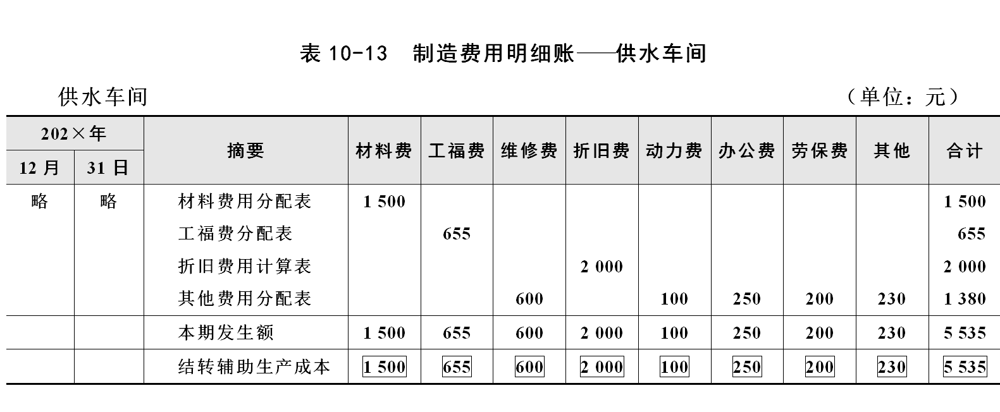 表 10-13 制造费用明细账——供水车间
供水车间 （单位：元）
202×年 摘要 材料费 工福费 维修费 折旧费 动力费 办公费 劳保费 其他 合计
12 月 31 日
略 略 材料费用分配表 1 500 1 500
工福费分配表 655 655
折旧费用计算表 2 000 2 000
其他费用分配表 600 100 250 200 230 1 380
本期发生额 1 500 655 600 2 000 100 250 200 230 5 535
结转辅助生产成本 1 500 655 600 2 000 100 250 200 230 5 535